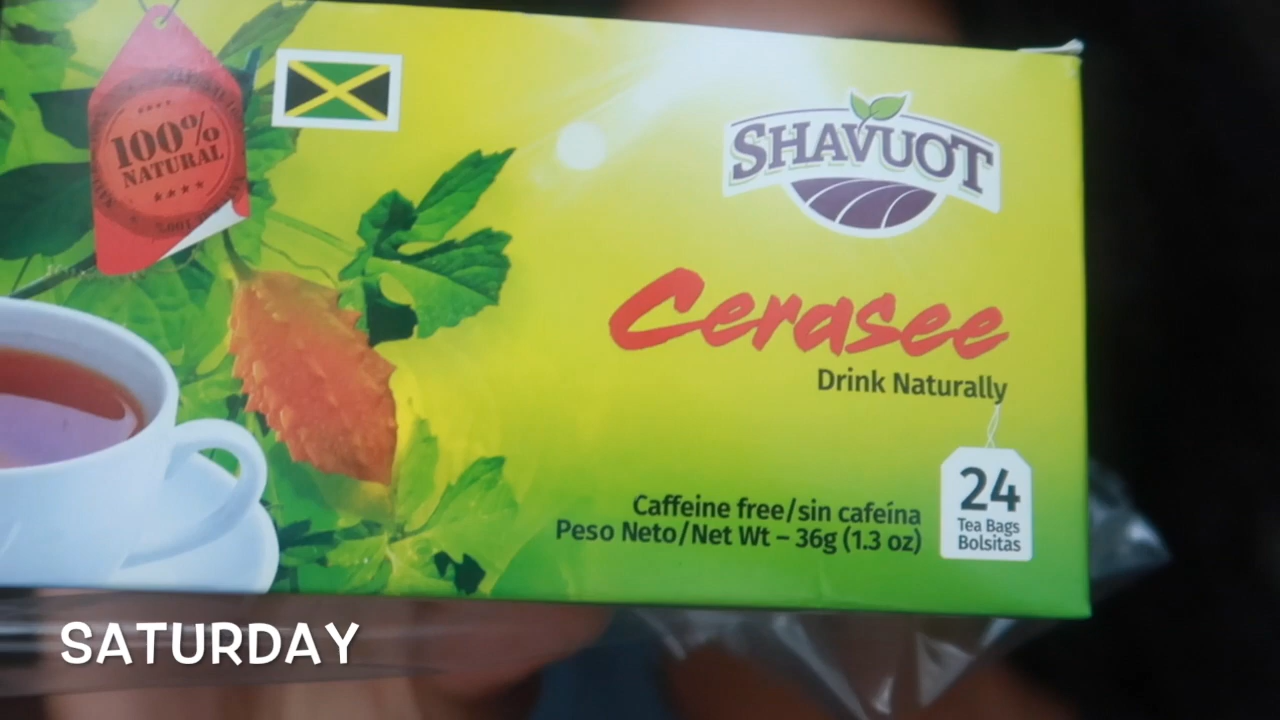 100%
NATURAL
SHAVUOT
Cerasee
Drink Naturally
24
Tea Bags
Bolsitas
Caffeine free/sin cafeína
Peso Neto/Net Wt – 36g (1.3 oz)
SATURDAY